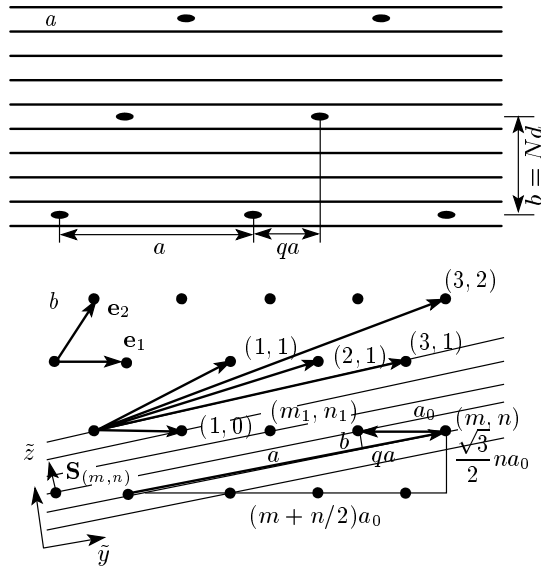 a
b = Nd
a
qa
(3, 2)
b
e₂
e₁
(1, 1)
(2, 1)
(3, 1)
(1, 0)
(m₁, n₁)
a₀
(m, n)
z̃
b
S₍ₘ,ₙ₎
a
qa
√3/2 na₀
(m + n/2)a₀
ỹ